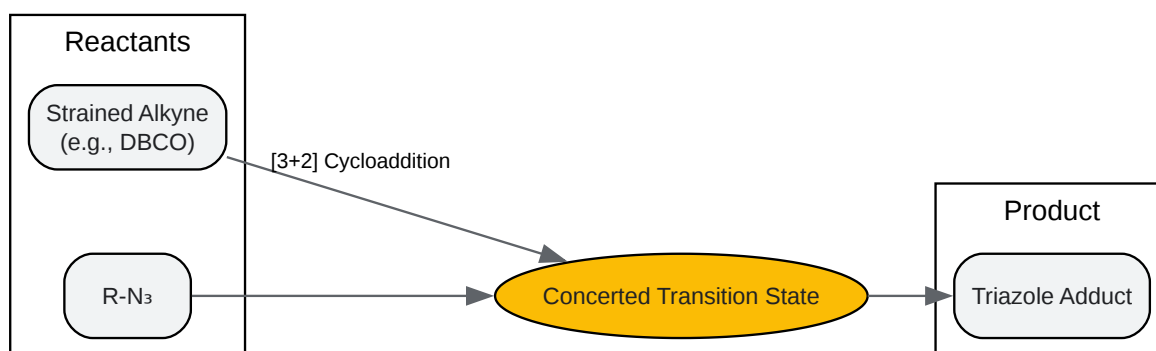 Reactants
Strained Alkyne
(e.g., DBCO)
[3+2] Cycloaddition
R-N₃
Concerted Transition State
Product
Triazole Adduct